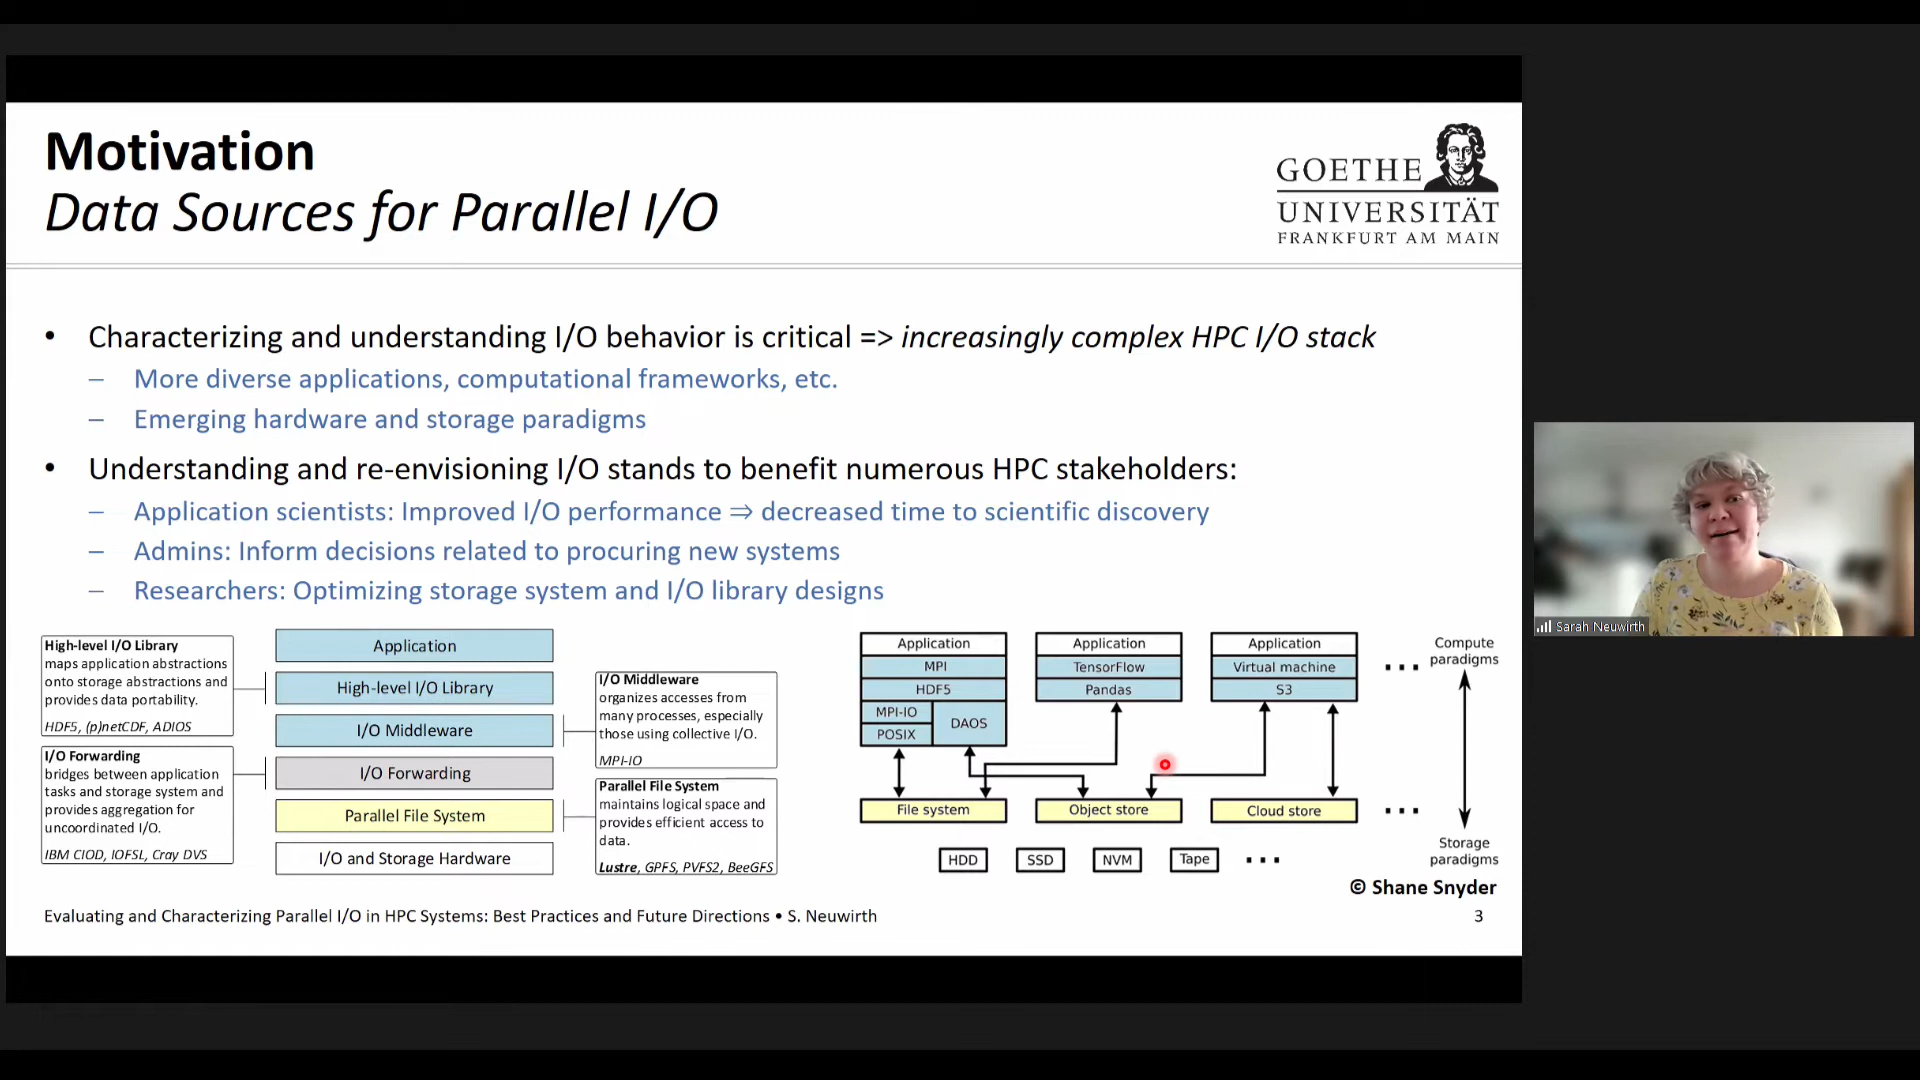 Motivation
Data Sources for Parallel I/O
GOETHE
UNIVERSITÄT
FRANKFURT AM MAIN
• Characterizing and understanding I/O behavior is critical => increasingly complex HPC I/O stack
– More diverse applications, computational frameworks, etc.
– Emerging hardware and storage paradigms
• Understanding and re-envisioning I/O stands to benefit numerous HPC stakeholders:
– Application scientists: Improved I/O performance ⇒ decreased time to scientific discovery
– Admins: Inform decisions related to procuring new systems
– Researchers: Optimizing storage system and I/O library designs
High-level I/O Library
maps application abstractions
onto storage abstractions and
provides data portability.
HDF5, (p)netCDF, ADIOS
I/O Forwarding
bridges between application
tasks and storage system and
provides aggregation for
uncoordinated I/O.
IBM CIOD, IOFSL, Cray DVS
Application
High-level I/O Library
I/O Middleware
I/O Forwarding
Parallel File System
I/O and Storage Hardware
I/O Middleware
organizes accesses from
many processes, especially
those using collective I/O.
MPI-IO
Parallel File System
maintains logical space and
provides efficient access to
data.
Lustre, GPFS, PVFS2, BeeGFS
Application
MPI
HDF5
MPI-IO
POSIX
DAOS
Application
TensorFlow
Pandas
Application
Virtual machine
S3
...
Compute
paradigms
File system
Object store
Cloud store
...
HDD
SSD
NVM
Tape
...
Storage
paradigms
© Shane Snyder
Evaluating and Characterizing Parallel I/O in HPC Systems: Best Practices and Future Directions • S. Neuwirth
3
Sarah Neuwirth